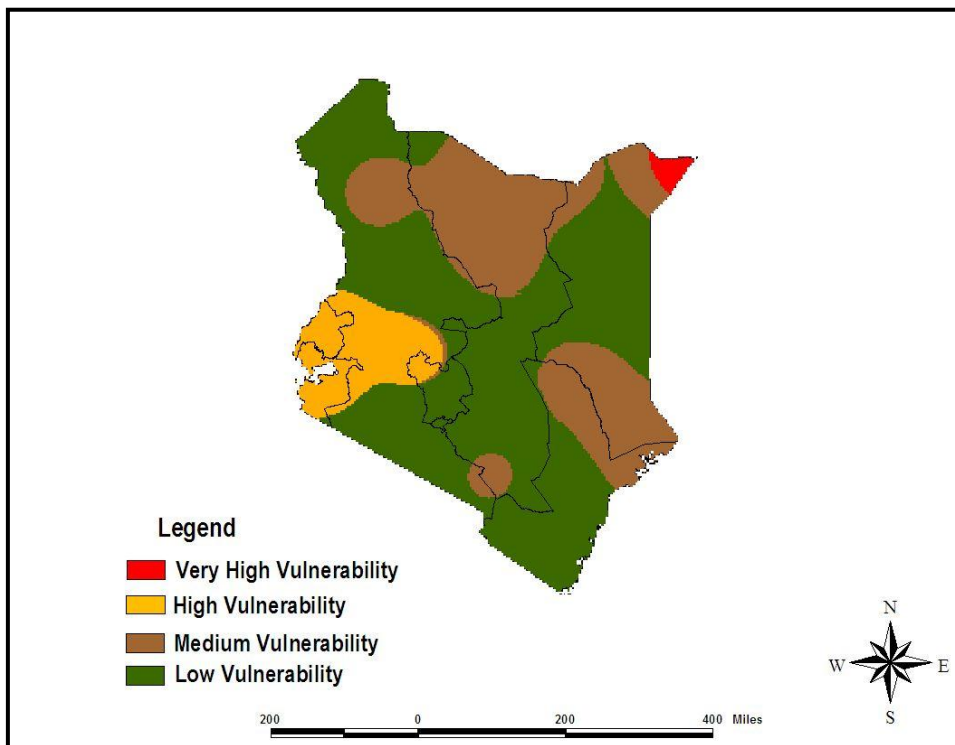 Legend
Very High Vulnerability
High Vulnerability
Medium Vulnerability
Low Vulnerability
N
W E
S
200 0 200 400 Miles